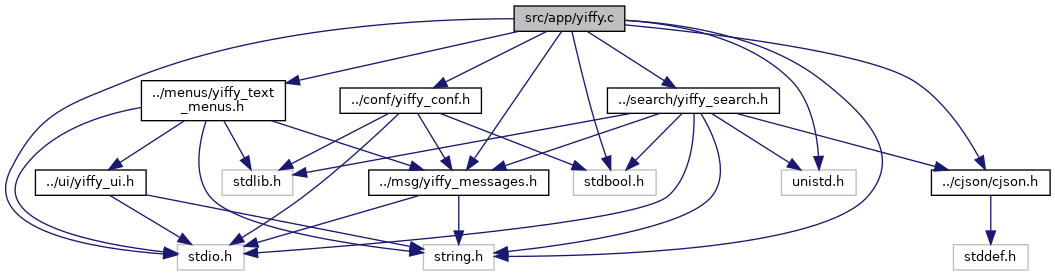 src/app/yiffy.c
../menus/yiffy_text
_menus.h
../conf/yiffy_conf.h
../search/yiffy_search.h
../ui/yiffy_ui.h
stdlib.h
../msg/yiffy_messages.h
stdbool.h
unistd.h
../cjson/cjson.h
stdio.h
string.h
stddef.h